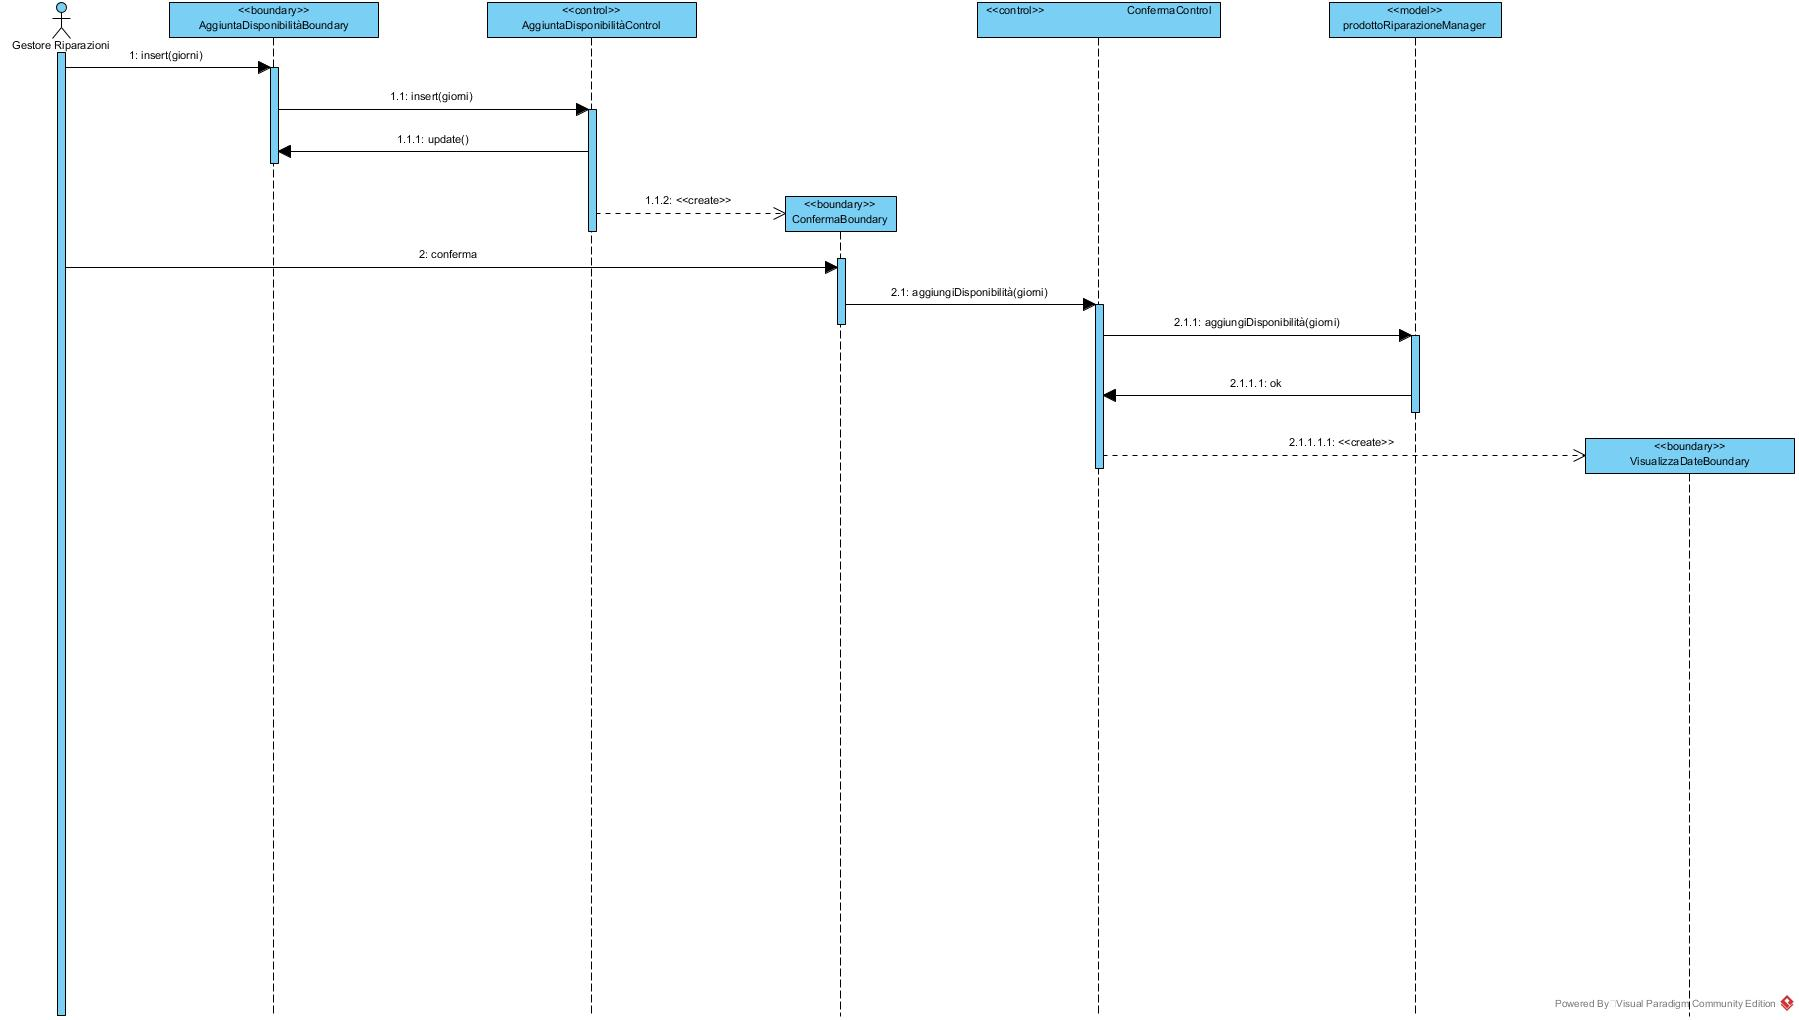 <<boundary>>
AggiuntaDisponibilitàBoundary
<<control>>
AggiuntaDisponibilitàControl
<<control>> ConfermaControl
<<model>>
prodottoRiparazioneManager
Gestore Riparazioni
1: insert(giorni)
1.1: insert(giorni)
1.1.1: update()
1.1.2: <<create>>
<<boundary>>
ConfermaBoundary
2: conferma
2.1: aggiungiDisponibilità(giorni)
2.1.1: aggiungiDisponibilità(giorni)
2.1.1.1: ok
2.1.1.1.1: <<create>>
<<boundary>>
VisualizzaDateBoundary
Powered By Visual Paradigm Community Edition